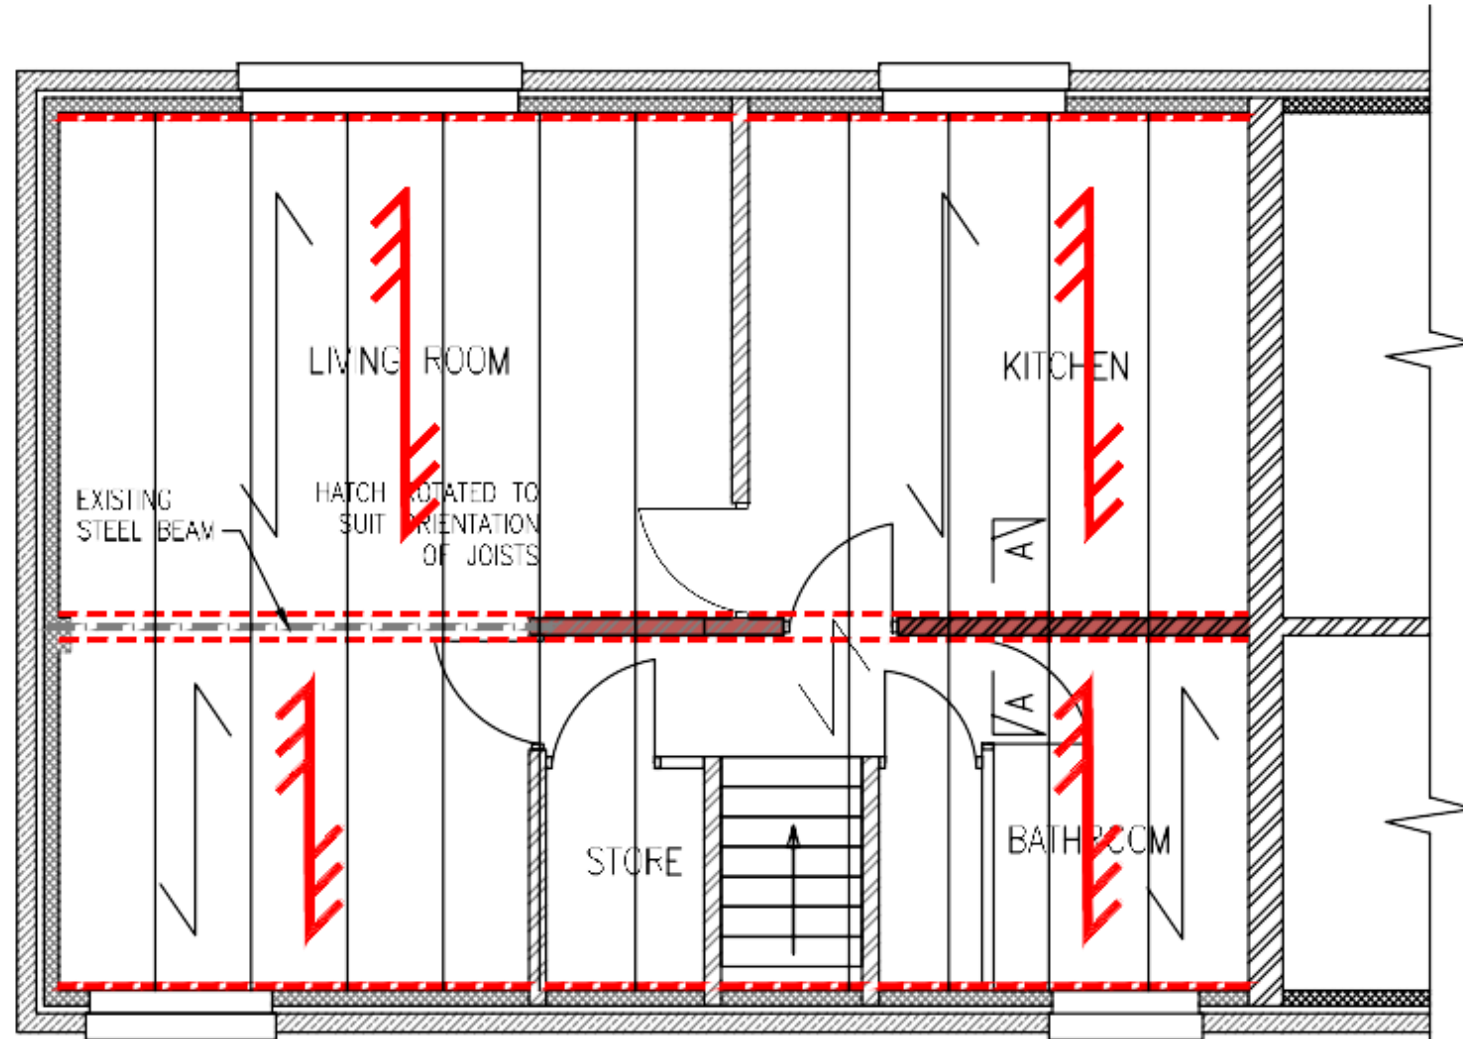 LIVING ROOM
KITCHEN
EXISTING
STEEL BEAM
HATCH ROTATED TO
SUIT ORIENTATION
OF JOISTS
A
A
STORE
BATHROOM